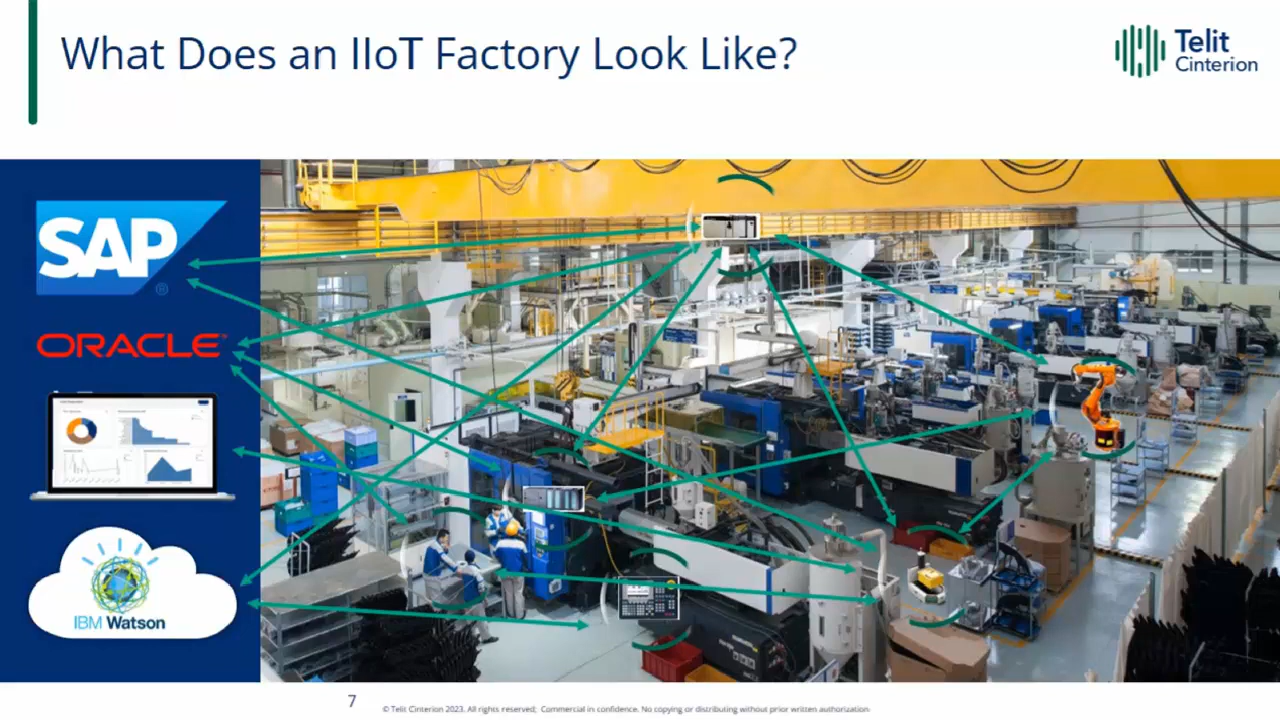 What Does an IIoT Factory Look Like?
Telit
Cinterion
SAP
®
ORACLE
IBM Watson
7
© Telit Cinterion 2023. All rights reserved; Commercial in confidence. No copying or distributing without prior written authorization.